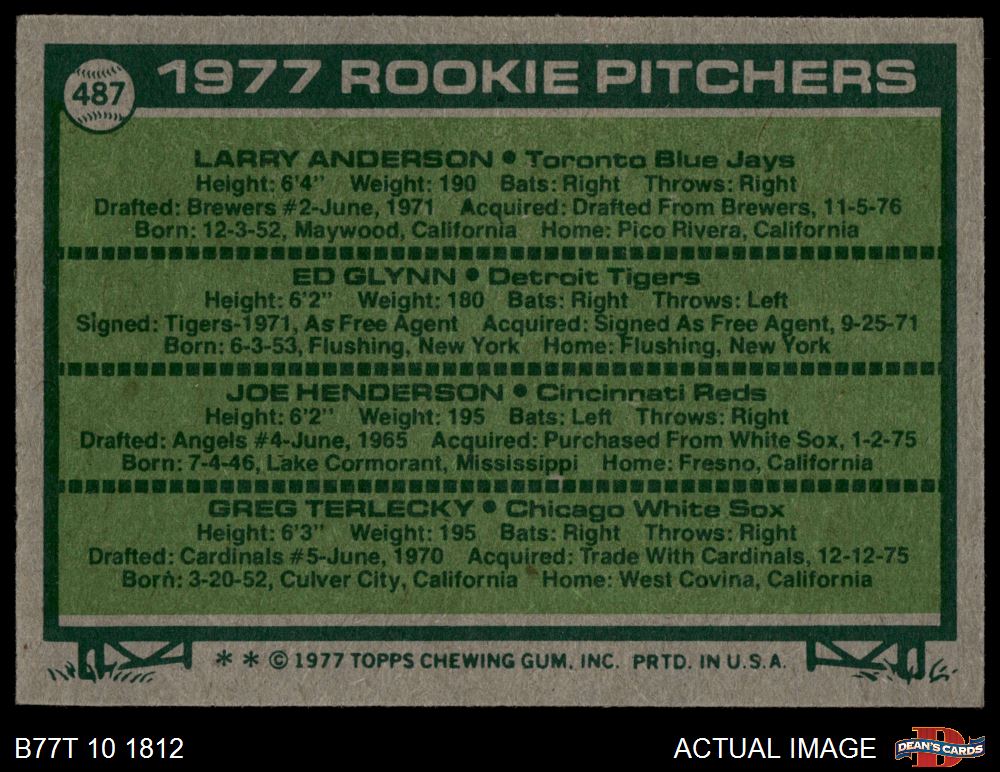 487
1977 ROOKIE PITCHERS
LARRY ANDERSON • Toronto Blue Jays
Height: 6'4" Weight: 190 Bats: Right Throws: Right
Drafted: Brewers #2-June, 1971 Acquired: Drafted From Brewers, 11-5-76
Born: 12-3-52, Maywood, California Home: Pico Rivera, California
ED GLYNN • Detroit Tigers
Height: 6'2" Weight: 180 Bats: Right Throws: Left
Signed: Tigers-1971, As Free Agent Acquired: Signed As Free Agent, 9-25-71
Born: 6-3-53, Flushing, New York Home: Flushing, New York
JOE HENDERSON • Cincinnati Reds
Height: 6'2" Weight: 195 Bats: Left Throws: Right
Drafted: Angels #4-June, 1965 Acquired: Purchased From White Sox, 1-2-75
Born: 7-4-46, Lake Cormorant, Mississippi Home: Fresno, California
GREG TERLECKY • Chicago White Sox
Height: 6'3" Weight: 195 Bats: Right Throws: Right
Drafted: Cardinals #5-June, 1970 Acquired: Trade With Cardinals, 12-12-75
Born: 3-20-52, Culver City, California Home: West Covina, California
* * © 1977 TOPPS CHEWING GUM, INC. PRTD. IN U.S.A.
B77T 10 1812
ACTUAL IMAGE
D
DEAN'S CARDS